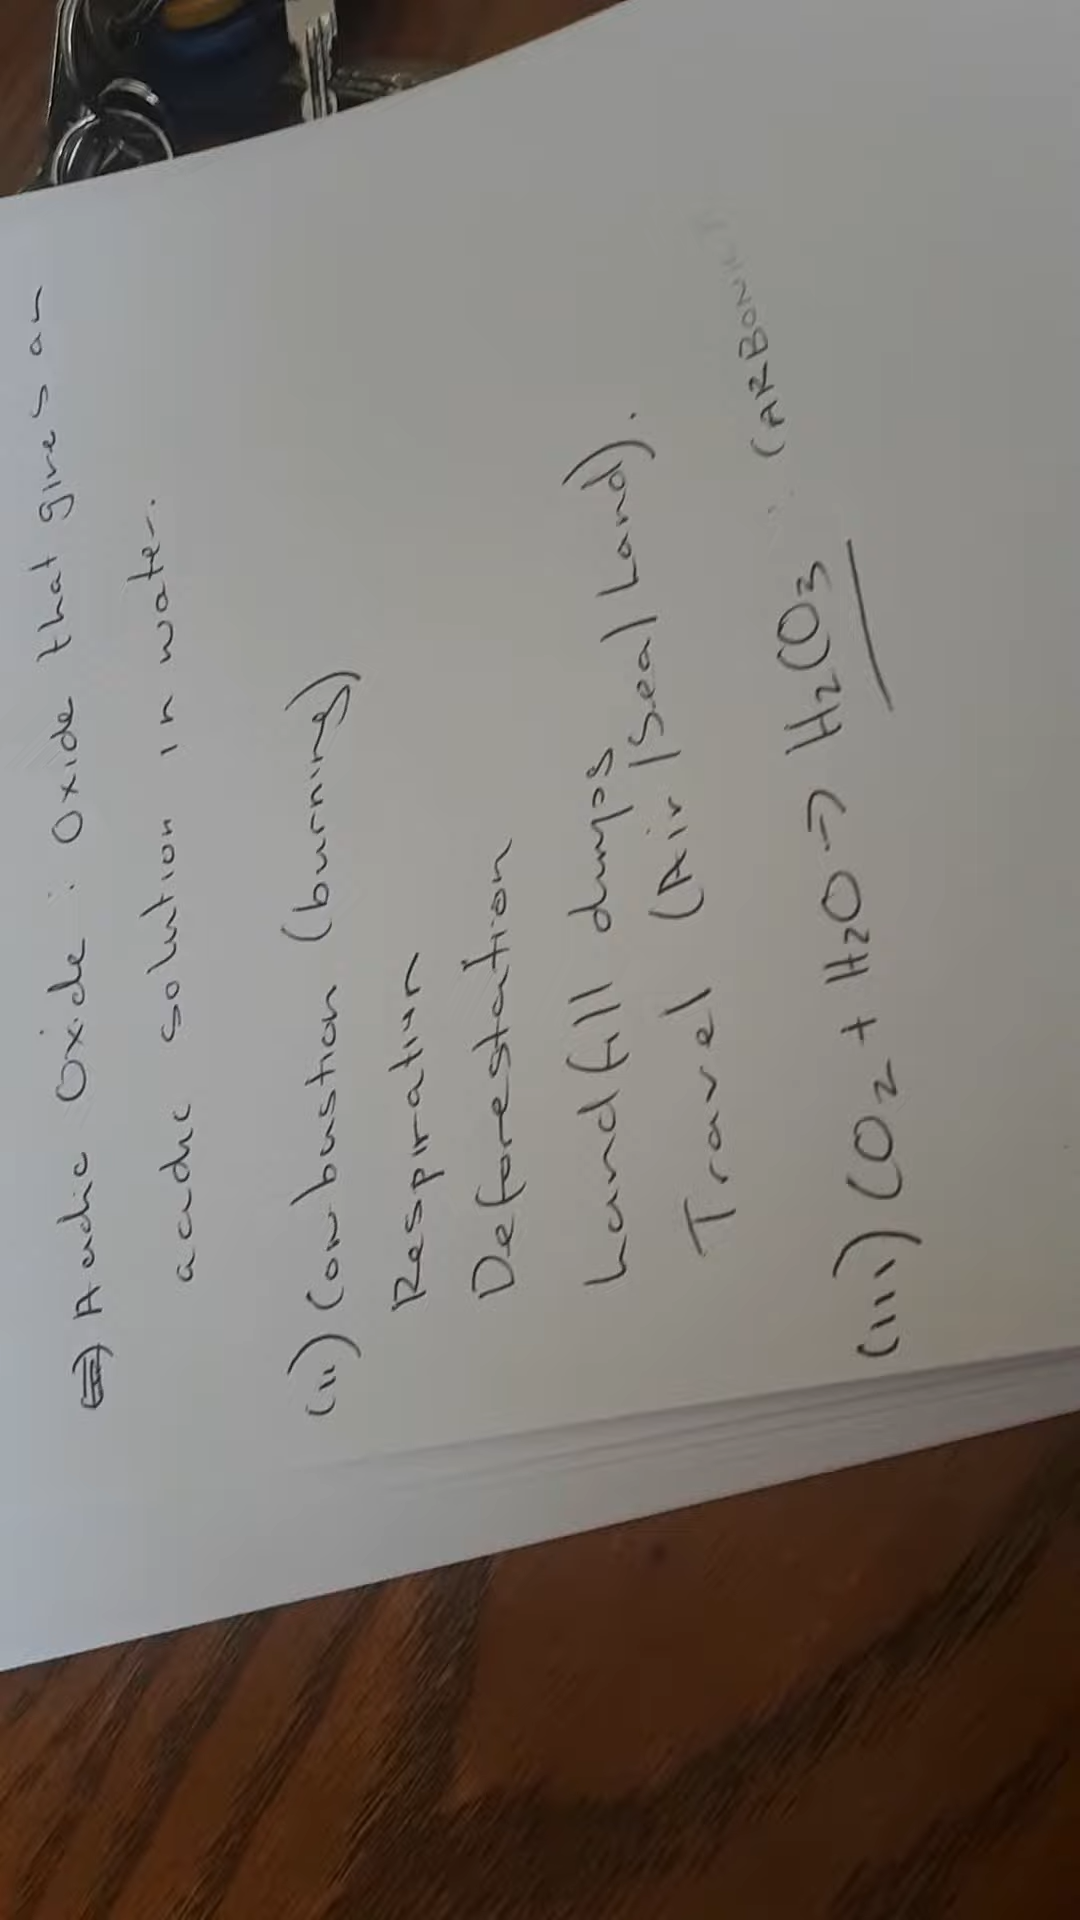 Acidic Oxide : Oxide that gives an
acidic solution in water.
(ii) Combustion (burning)
Respiration
Deforestation
Landfill dumps
Travel (Air/Sea/Land).
(iii) CO2 + H2O → H2CO3